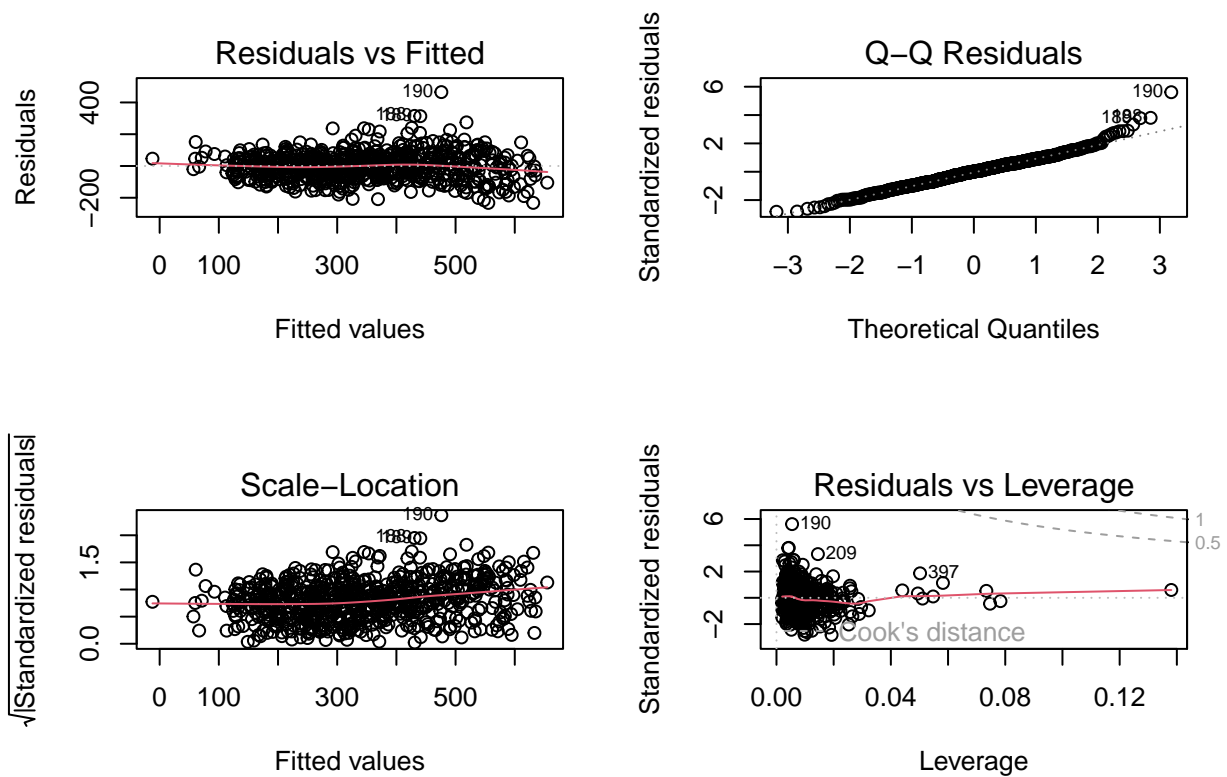 Residuals vs Fitted
Residuals
400
−200
190
0 100 300 500
Fitted values
Q−Q Residuals
Standardized residuals
6
2
−2
190
−3 −2 −1 0 1 2 3
Theoretical Quantiles
Scale−Location
√|Standardized residuals|
1.5
0.0
190
0 100 300 500
Fitted values
Residuals vs Leverage
Standardized residuals
6
2
−2
190
209
397
1
0.5
Cook's distance
0.00 0.04 0.08 0.12
Leverage